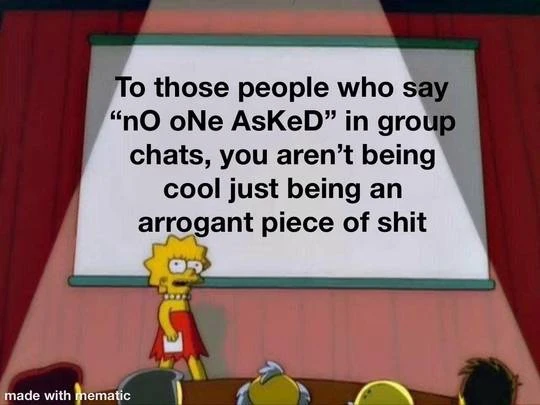 To those people who say
“nO oNe AsKeD” in group
chats, you aren’t being
cool just being an
arrogant piece of shit
made with mematic